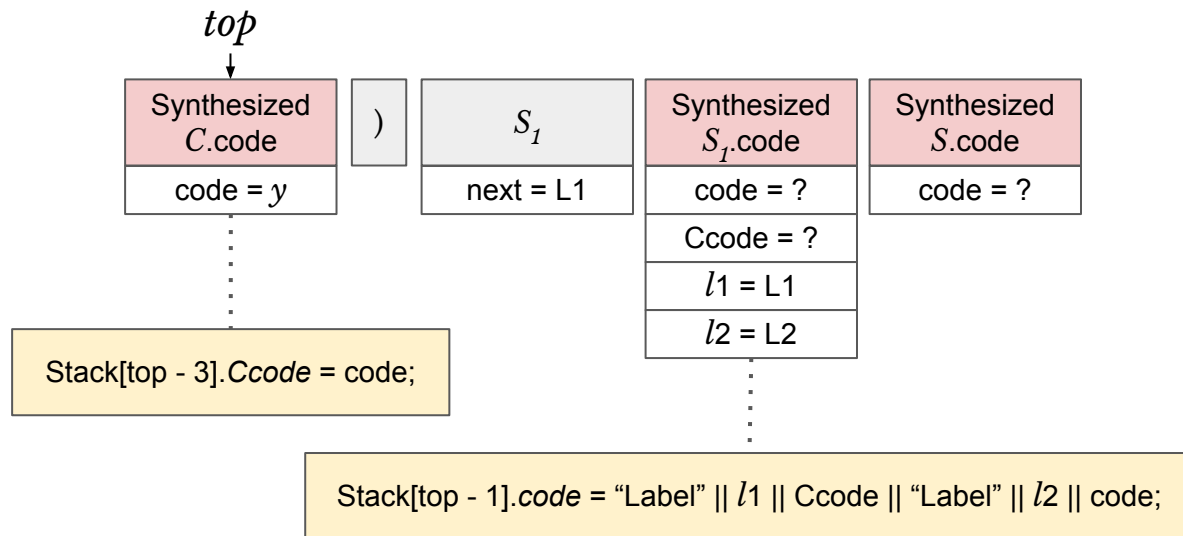 top
Synthesized
C.code
)
S₁
Synthesized
S₁.code
Synthesized
S.code
code = y
next = L1
code = ?
code = ?
Ccode = ?
l1 = L1
l2 = L2
Stack[top - 3].Ccode = code;
Stack[top - 1].code = “Label” || l1 || Ccode || “Label” || l2 || code;